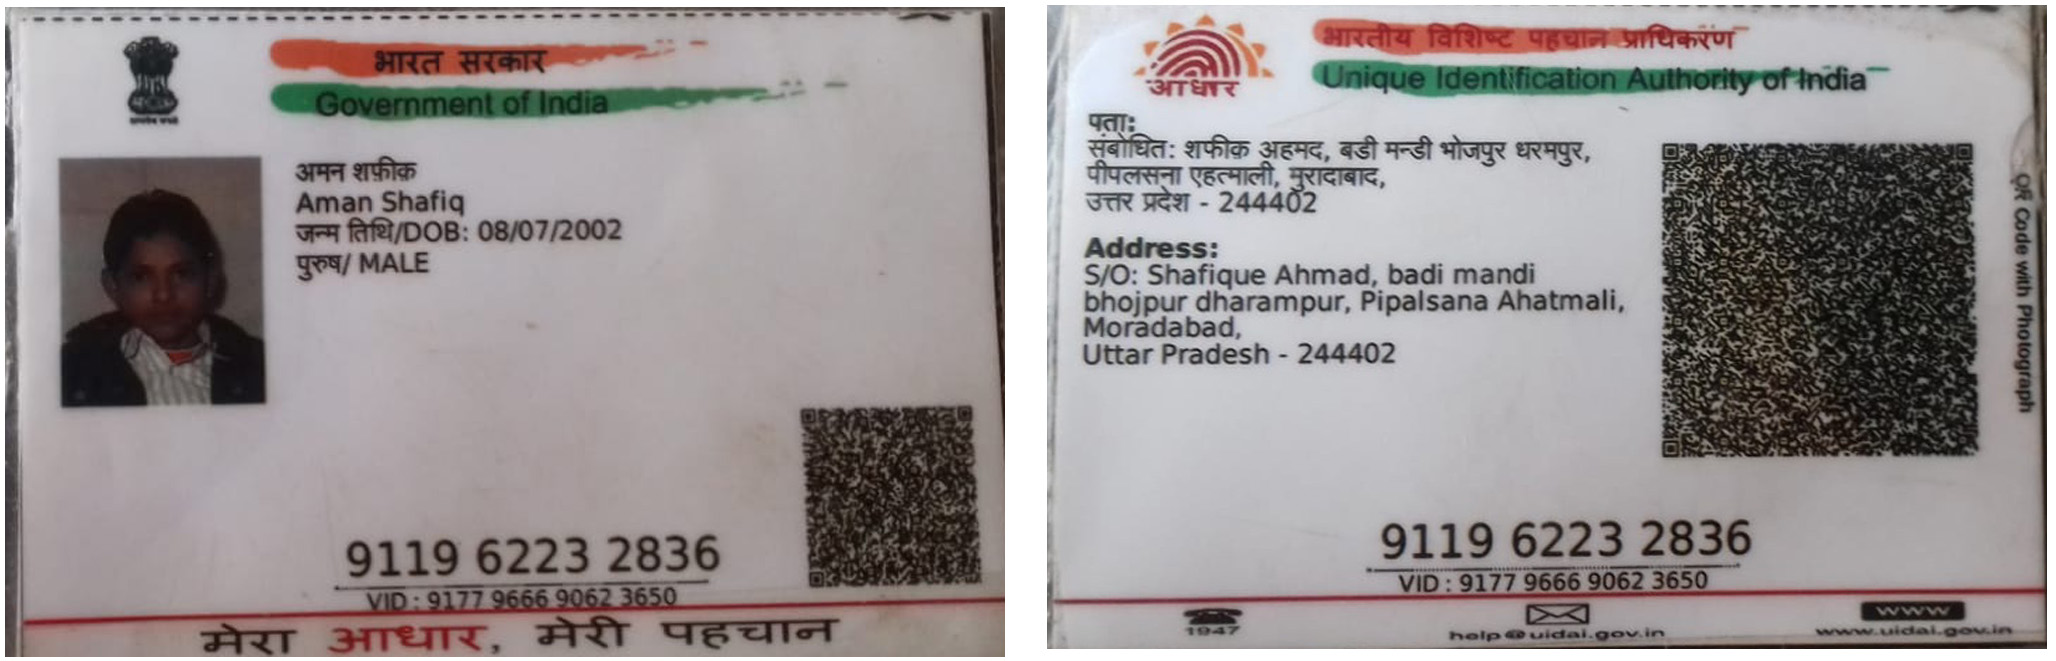 भारत सरकार
Government of India
अमन शफ़ीक़
Aman Shafiq
जन्म तिथि/DOB: 08/07/2002
पुरुष/ MALE
9119 6223 2836
VID : 9177 9666 9062 3650
मेरा आधार, मेरी पहचान
भारतीय विशिष्ट पहचान प्राधिकरण
Unique Identification Authority of India
आधार
पता:
संबोधित: शफीक़ अहमद, बडी मन्डी भोजपुर धरमपुर,
पीपलसना एहत्माली, मुरादाबाद,
उत्तर प्रदेश - 244402
Address:
S/O: Shafique Ahmad, badi mandi
bhojpur dharampur, Pipalsana Ahatmali,
Moradabad,
Uttar Pradesh - 244402
QR Code with Photograph
9119 6223 2836
VID : 9177 9666 9062 3650
1947
help@uidai.gov.in
www
www.uidai.gov.in